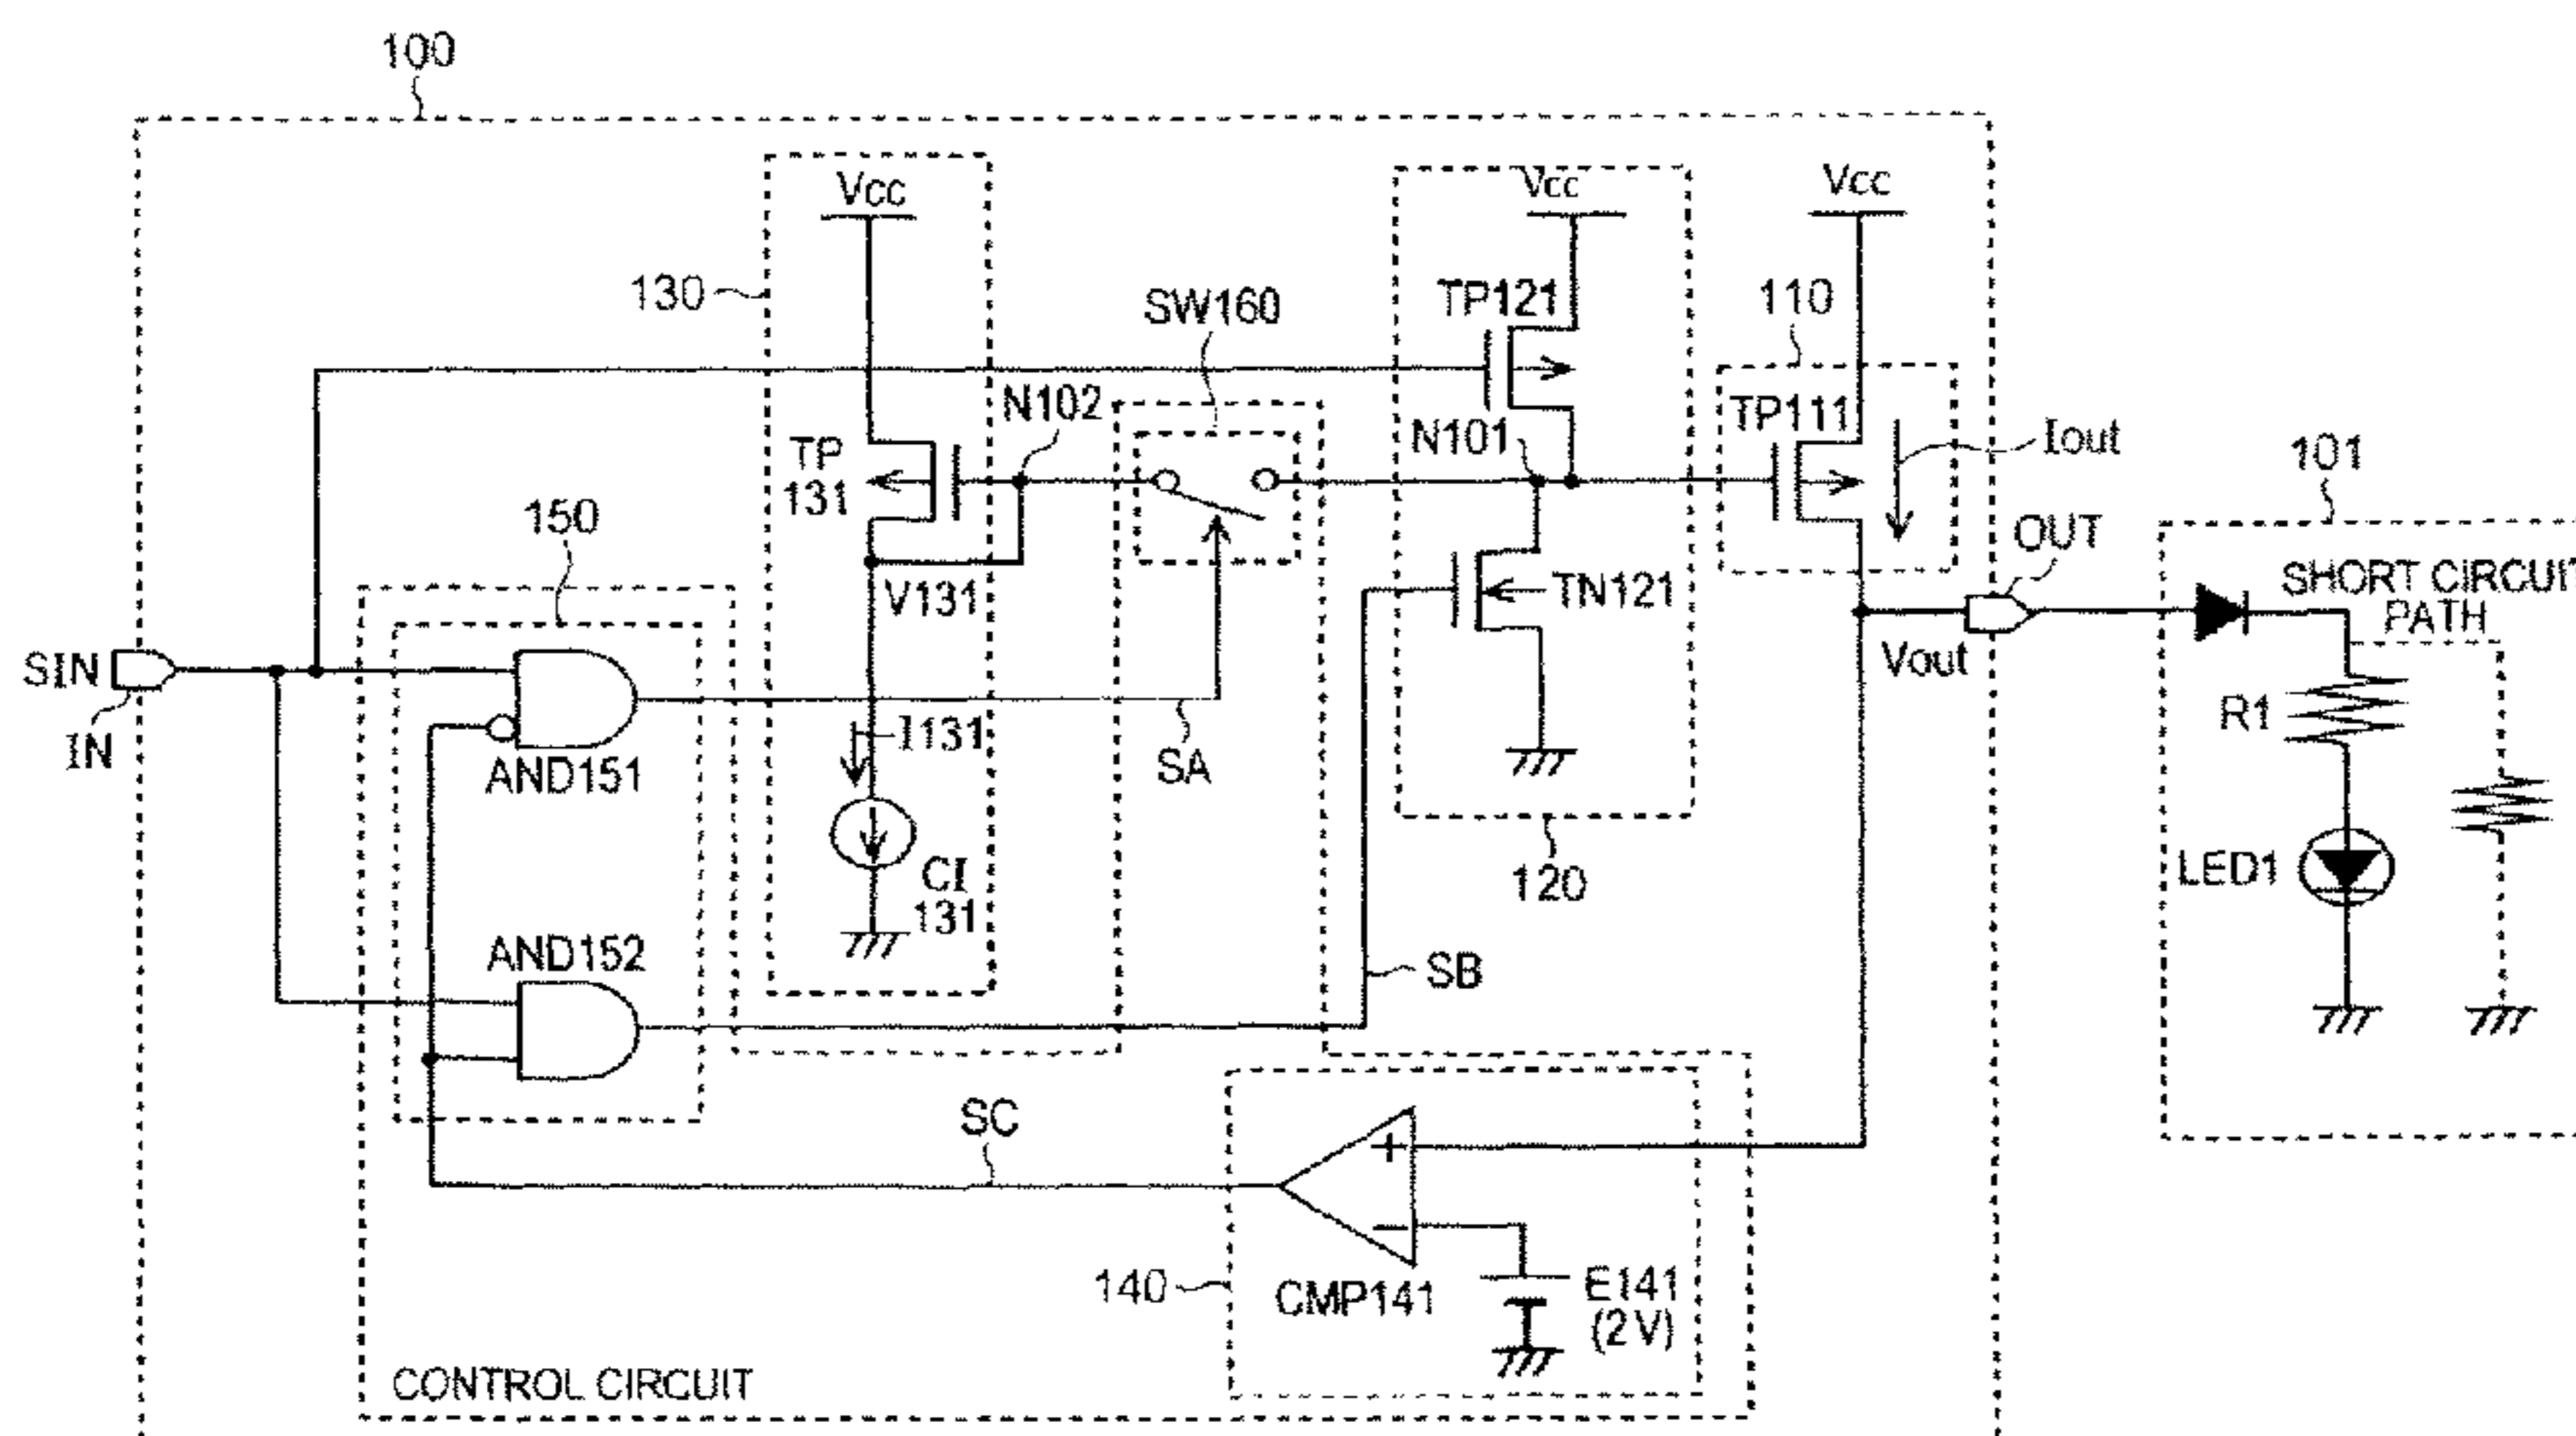 100
Vcc
Vcc
Vcc
130
SW160
TP121
110
N102
TP
131
N101
TP111
Iout
101
150
V131
TN121
OUT
SHORT CIRCUIT
PATH
SIN
IN
Vout
AND151
I131
SA
R1
CI
131
120
LED1
AND152
SB
SC
140
CMP141
E141
(2V)
CONTROL CIRCUIT